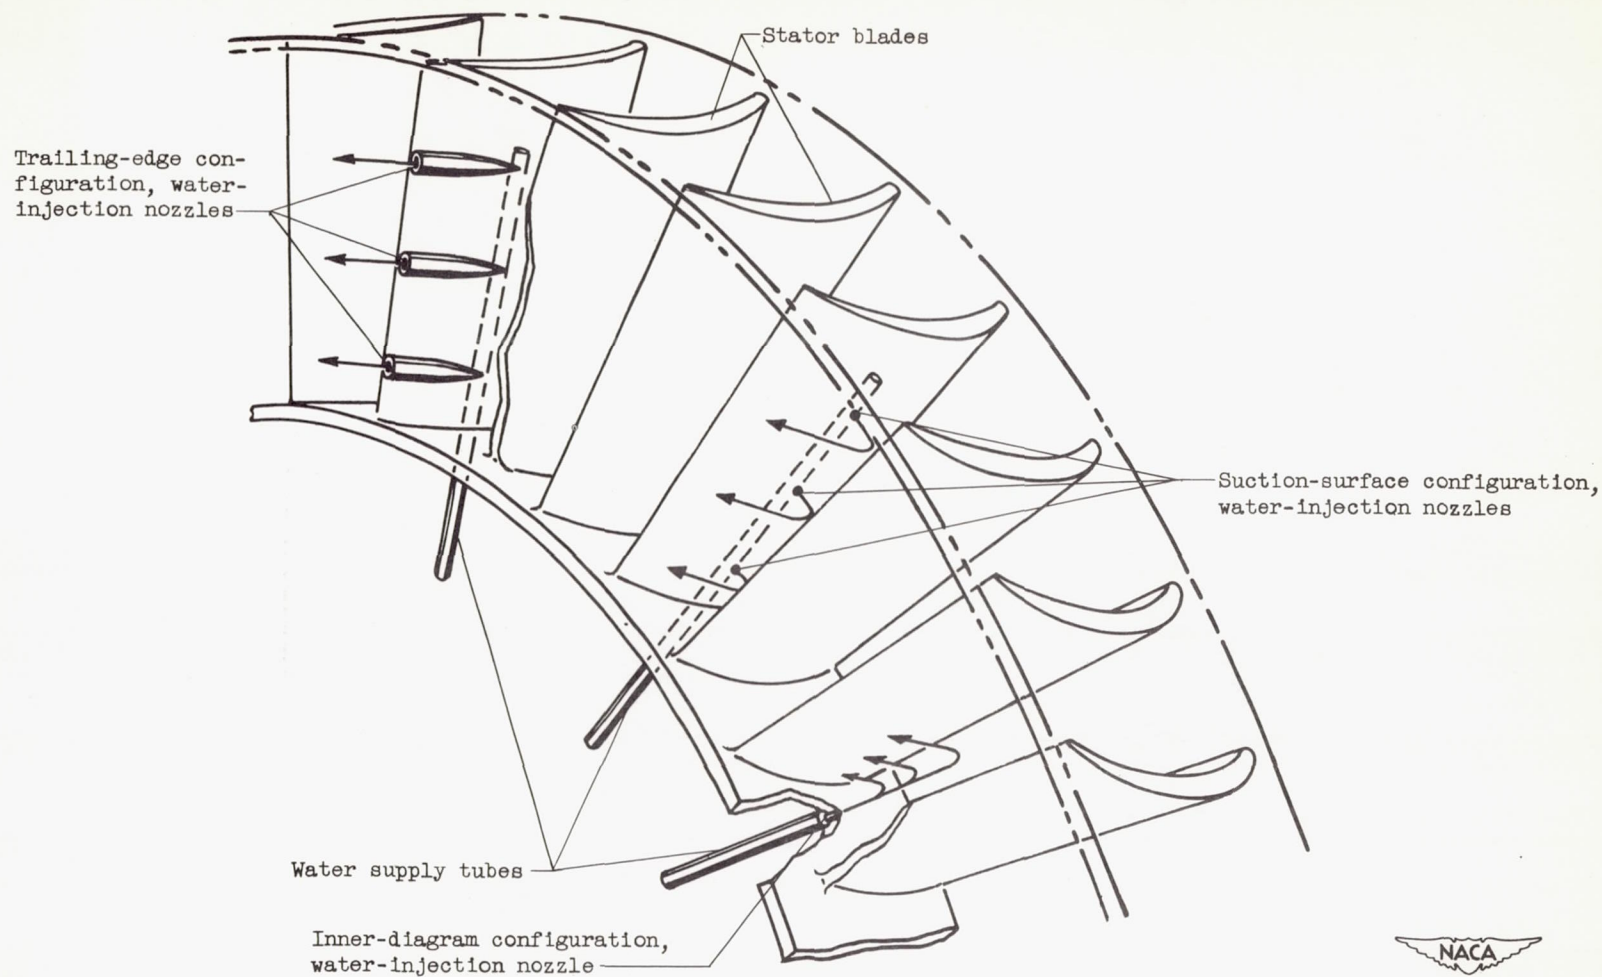 Stator blades
Trailing-edge con-
figuration, water-
injection nozzles
Suction-surface configuration,
water-injection nozzles
Water supply tubes
Inner-diagram configuration,
water-injection nozzle
NACA